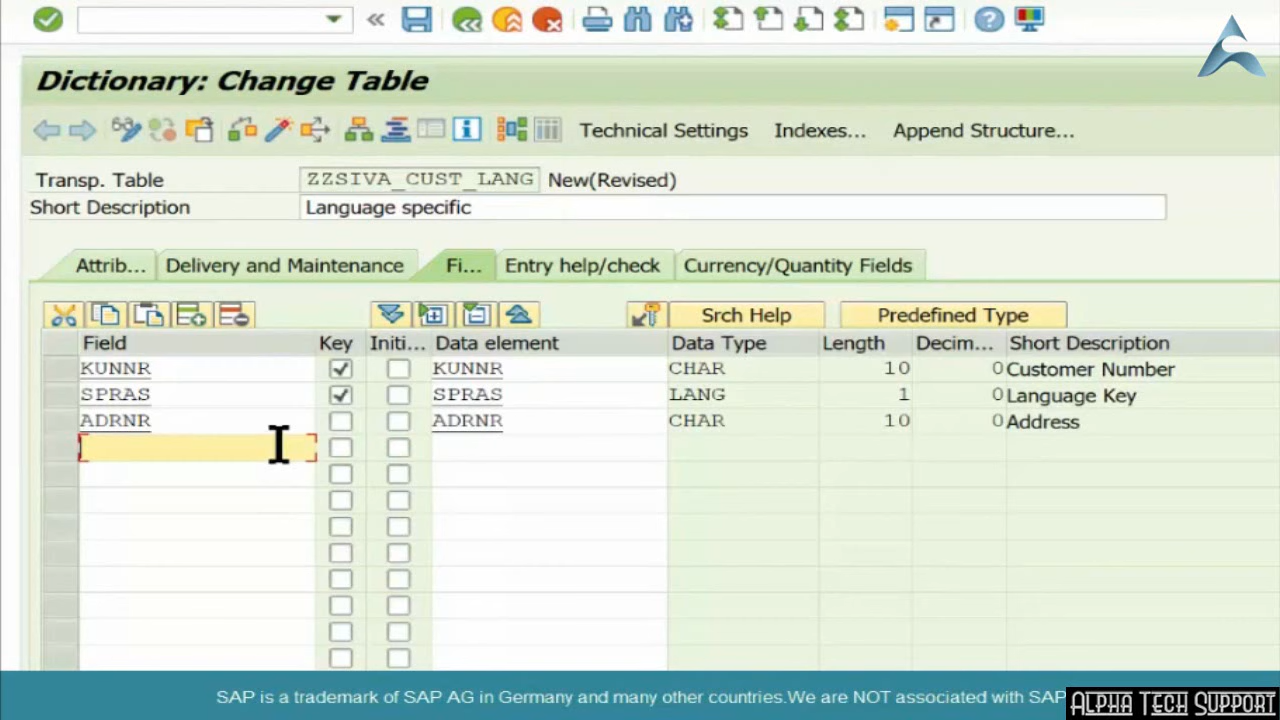 Dictionary: Change Table
Technical Settings Indexes... Append Structure...
Transp. Table ZZSIVA_CUST_LANG New(Revised)
Short Description Language specific
Attrib... Delivery and Maintenance Fi... Entry help/check Currency/Quantity Fields
Srch Help Predefined Type
Field Key Initi... Data element Data Type Length Decim... Short Description
KUNNR KUNNR CHAR 10 0 Customer Number
SPRAS SPRAS LANG 1 0 Language Key
ADRNR ADRNR CHAR 10 0 Address
SAP is a trademark of SAP AG in Germany and many other countries.We are NOT associated with SAP
Alpha Tech Support